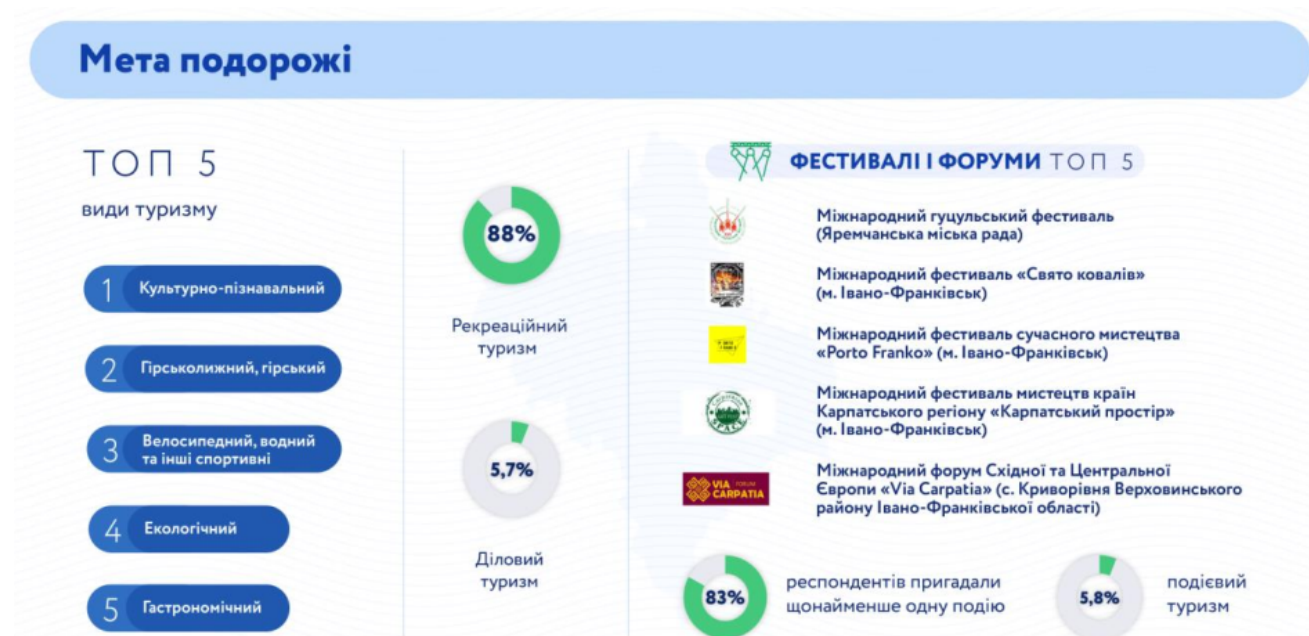 Мета подорожі
ТОП 5
види туризму
1 Культурно-пізнавальний
2 Гірськолижний, гірський
3 Велосипедний, водний
та інші спортивні
4 Екологічний
5 Гастрономічний
88%
Рекреаційний
туризм
5,7%
Діловий
туризм
ФЕСТИВАЛІ І ФОРУМИ ТОП 5
Міжнародний гуцульський фестиваль
(Яремчанська міська рада)
Міжнародний фестиваль «Свято ковалів»
(м. Івано-Франківськ)
Міжнародний фестиваль сучасного мистецтва
«Porto Franko» (м. Івано-Франківськ)
SPACE
Міжнародний фестиваль мистецтв країн
Карпатського регіону «Карпатський простір»
(м. Івано-Франківськ)
VIA FORUM
CARPATIA
Міжнародний форум Східної та Центральної
Європи «Via Carpatia» (с. Криворівня Верховинського
району Івано-Франківської області)
83%
респондентів пригадали
щонайменше одну подію
5,8%
подієвий
туризм